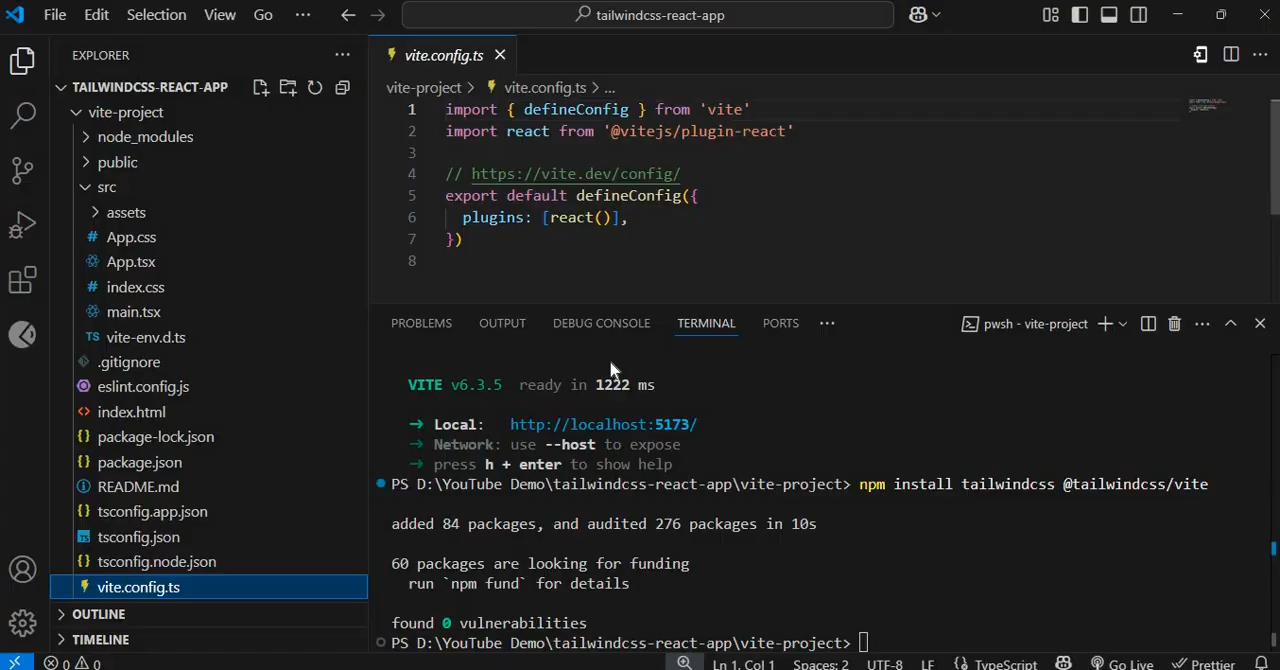 File Edit Selection View Go ··· tailwindcss-react-app
EXPLORER
TAILWINDCSS-REACT-APP
vite-project
node_modules
public
src
assets
# App.css
App.tsx
# index.css
main.tsx
TS vite-env.d.ts
.gitignore
eslint.config.js
<> index.html
{} package-lock.json
{} package.json
README.md
{} tsconfig.app.json
tsconfig.json
{} tsconfig.node.json
vite.config.ts
OUTLINE
TIMELINE
vite.config.ts
vite-project > vite.config.ts > ...
1 import { defineConfig } from 'vite'
2 import react from '@vitejs/plugin-react'
3
4 // https://vite.dev/config/
5 export default defineConfig({
6 plugins: [react()],
7 })
8
PROBLEMS OUTPUT DEBUG CONSOLE TERMINAL PORTS ··· pwsh - vite-project
VITE v6.3.5 ready in 1222 ms
→ Local: http://localhost:5173/
→ Network: use --host to expose
→ press h + enter to show help
PS D:\YouTube Demo\tailwindcss-react-app\vite-project> npm install tailwindcss @tailwindcss/vite
added 84 packages, and audited 276 packages in 10s
60 packages are looking for funding
run `npm fund` for details
found 0 vulnerabilities
PS D:\YouTube Demo\tailwindcss-react-app\vite-project>
0 0 Ln 1, Col 1 Spaces: 2 UTF-8 LF {} TypeScript Go Live Prettier